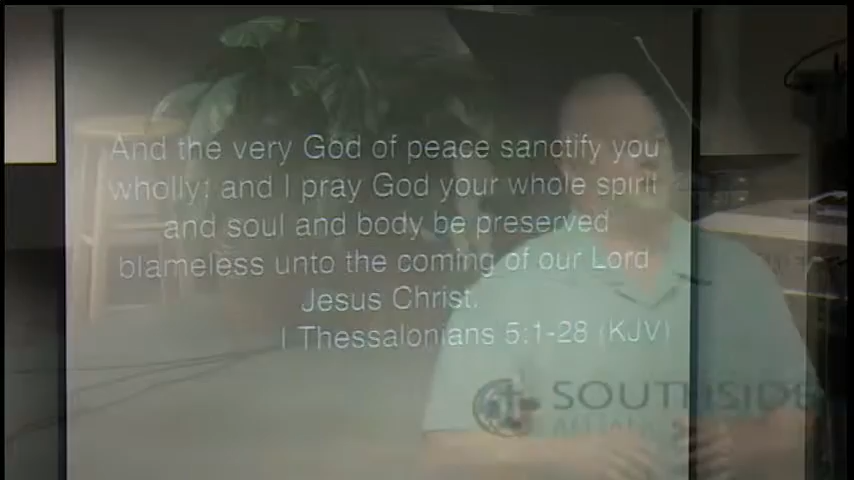 And the very God of peace sanctify you
wholly; and I pray God your whole spirit
and soul and body be preserved
blameless unto the coming of our Lord
Jesus Christ.
I Thessalonians 5:1-28 (KJV)
SOUTHSIDE